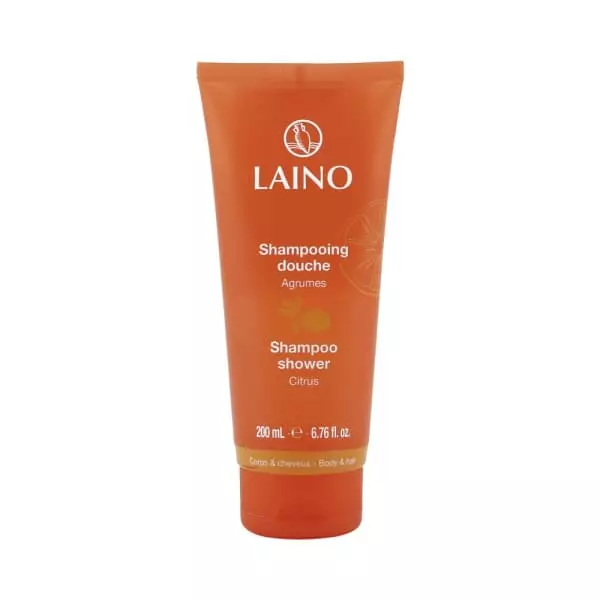 LAINO
Shampooing
douche
Agrumes
Shampoo
shower
Citrus
200 mL - ℮ - 6.76 fl. oz.
Corps & cheveux - Body & hair